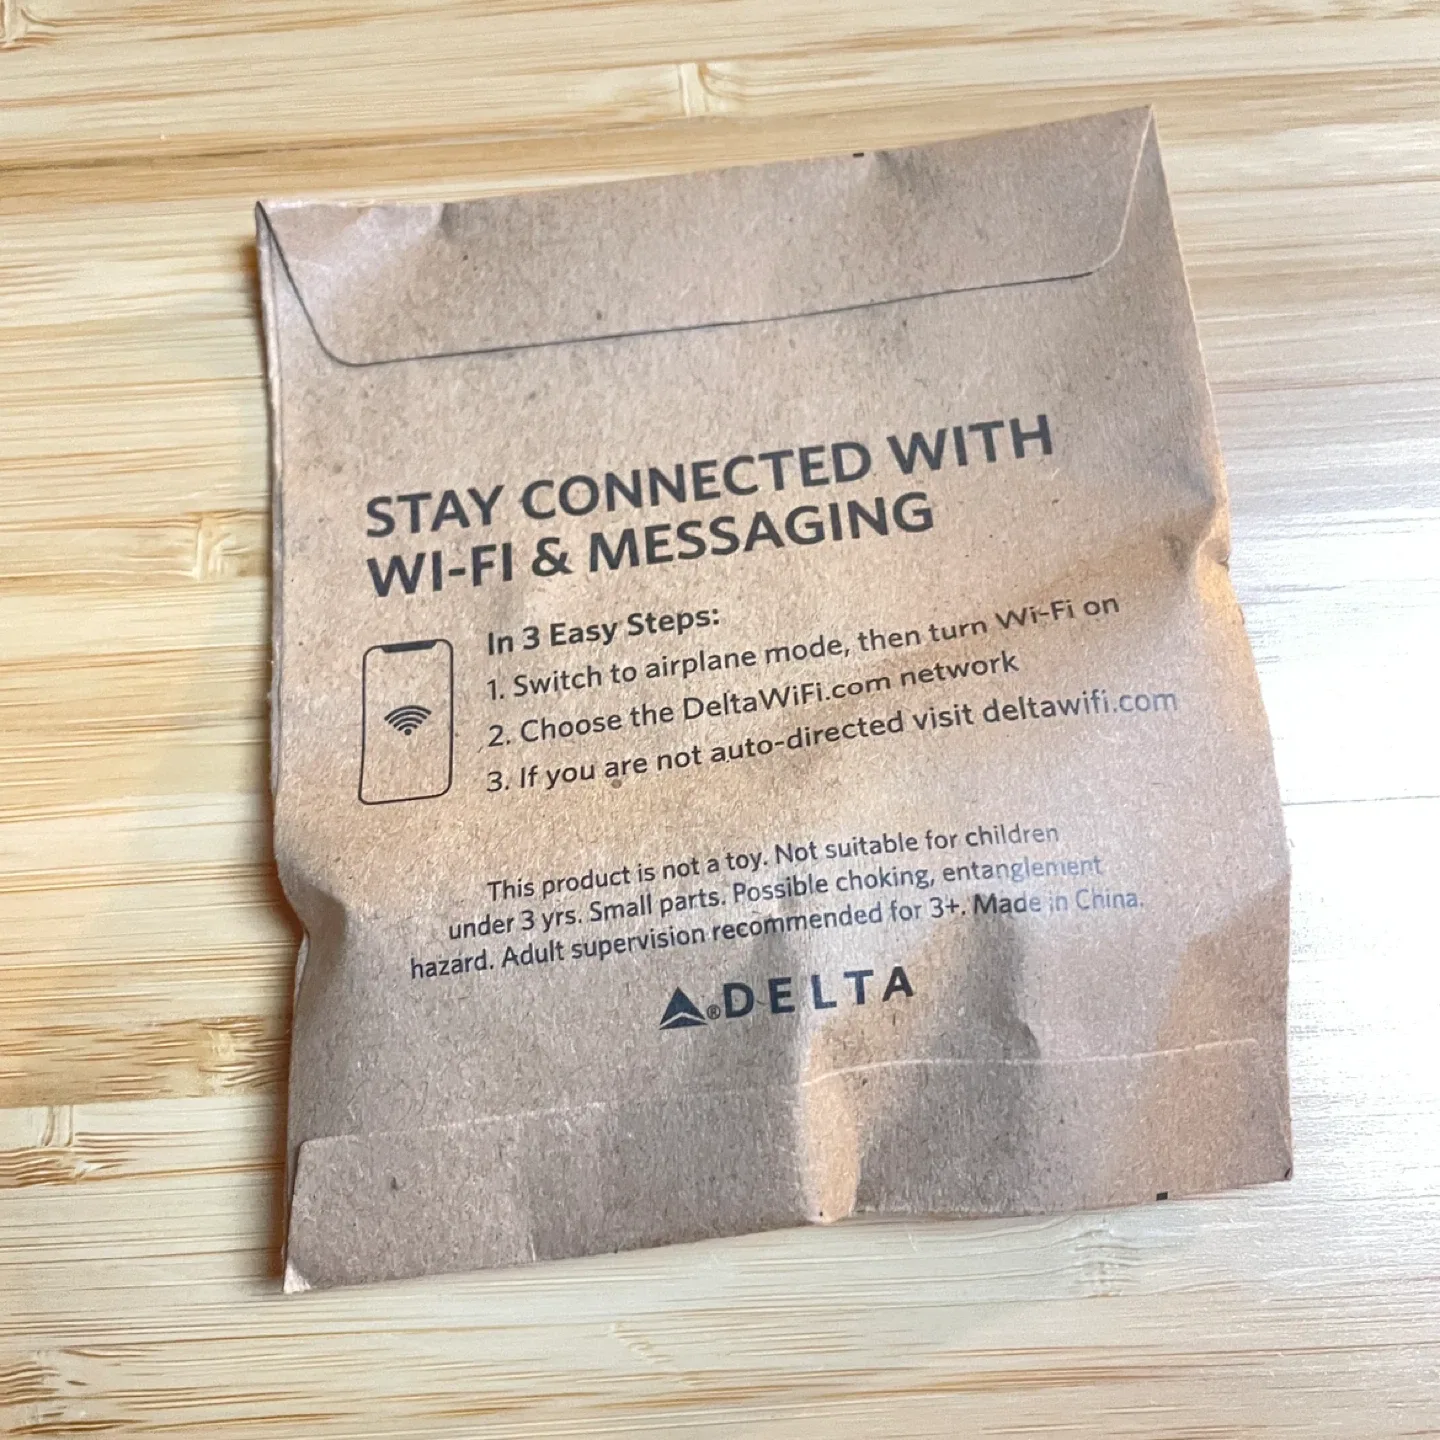 STAY CONNECTED WITH
WI-FI & MESSAGING
In 3 Easy Steps:
1. Switch to airplane mode, then turn Wi-Fi on
2. Choose the DeltaWiFi.com network
3. If you are not auto-directed visit deltawifi.com
This product is not a toy. Not suitable for children
under 3 yrs. Small parts. Possible choking, entanglement
hazard. Adult supervision recommended for 3+. Made in China.
®DELTA